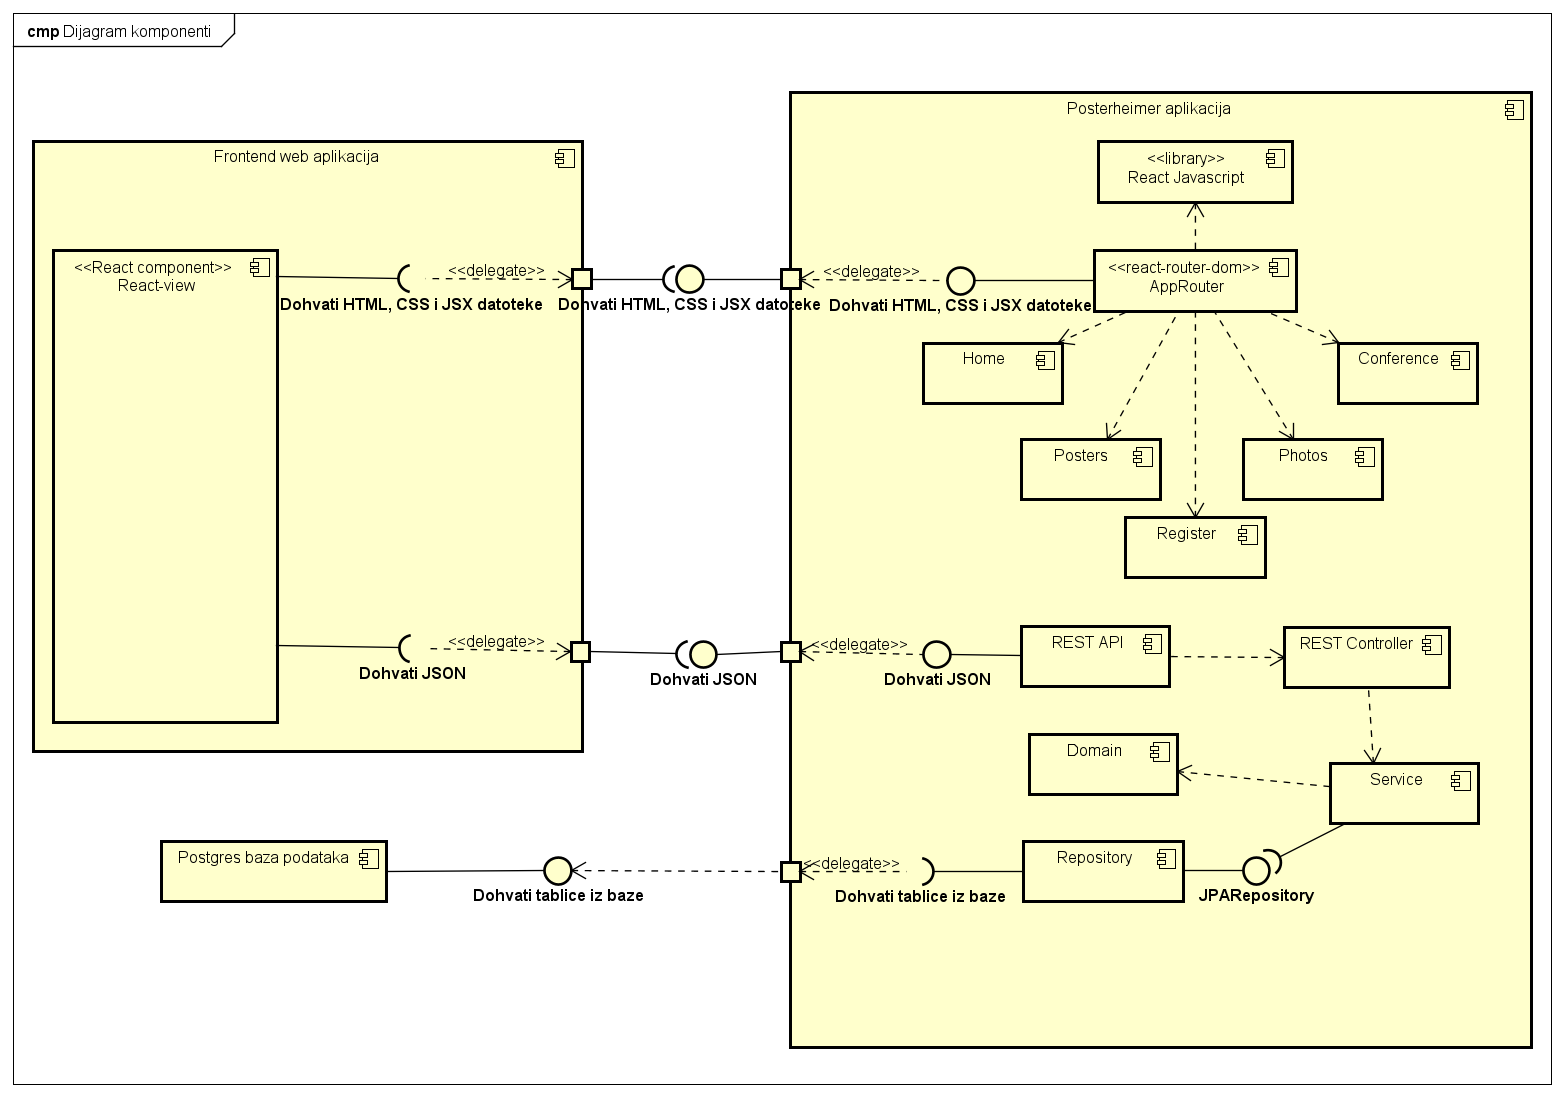 cmp Dijagram komponenti
Posterheimer aplikacija
Frontend web aplikacija
<<library>>
React Javascript
<<React component>>
React-view
<<delegate>>
Dohvati HTML, CSS i JSX datoteke
Dohvati HTML, CSS i JSX datoteke
<<delegate>>
Dohvati HTML, CSS i JSX datoteke
<<react-router-dom>>
AppRouter
Home
Conference
Posters
Photos
Register
<<delegate>>
Dohvati JSON
Dohvati JSON
<<delegate>>
Dohvati JSON
REST API
REST Controller
Domain
Service
Postgres baza podataka
Dohvati tablice iz baze
<<delegate>>
Dohvati tablice iz baze
Repository
JPARepository